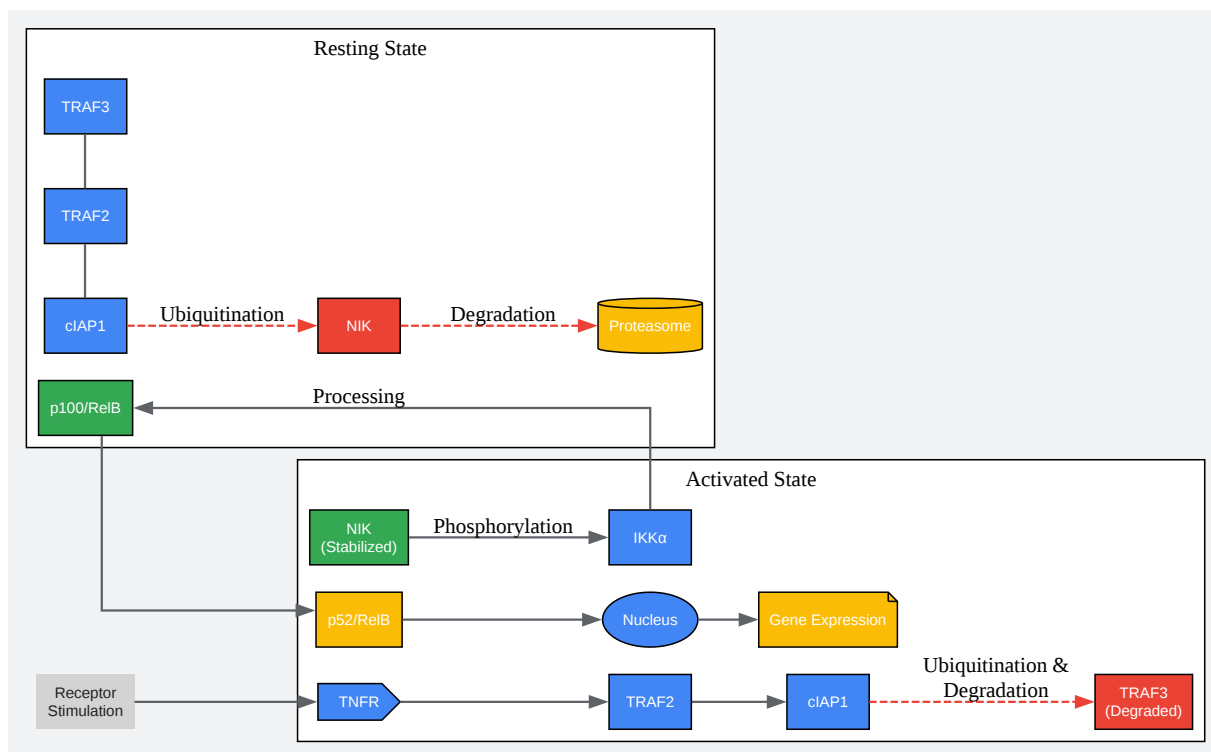 Resting State
TRAF3
TRAF2
cIAP1
Ubiquitination
NIK
Degradation
Proteasome
p100/RelB
Processing
Activated State
NIK
(Stabilized)
Phosphorylation
IKKα
p52/RelB
Nucleus
Gene Expression
Receptor
Stimulation
TNFR
TRAF2
cIAP1
Ubiquitination &
Degradation
TRAF3
(Degraded)